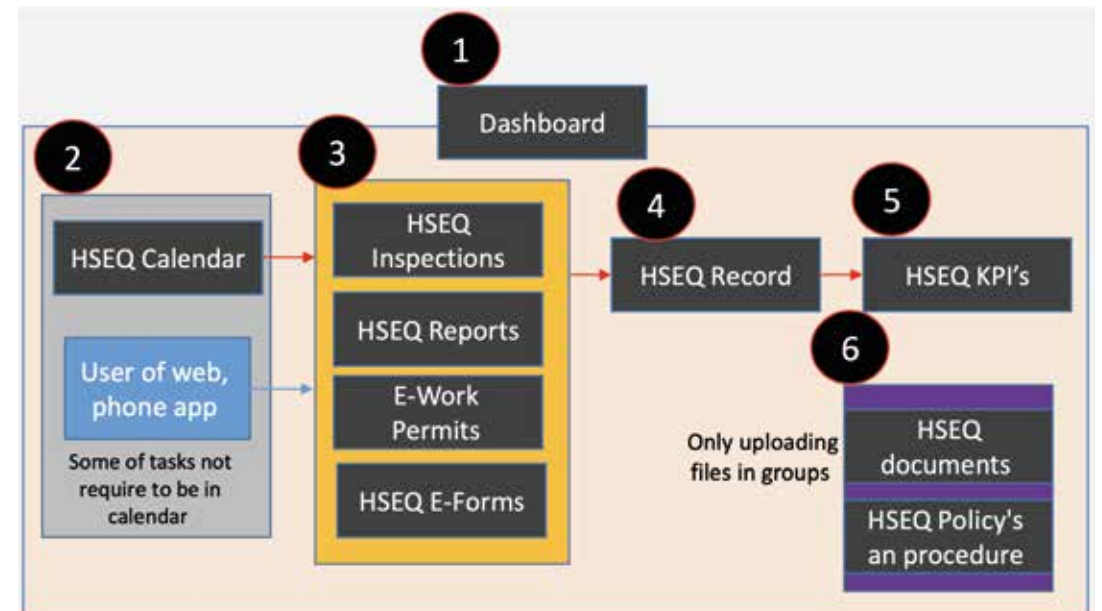 1
Dashboard
2
HSEQ Calendar
User of web,
phone app
Some of tasks not
require to be in
calendar
3
HSEQ
Inspections
HSEQ Reports
E-Work
Permits
HSEQ E-Forms
4
HSEQ Record
5
HSEQ KPI's
6
Only uploading
files in groups
HSEQ
documents
HSEQ Policy's
an procedure